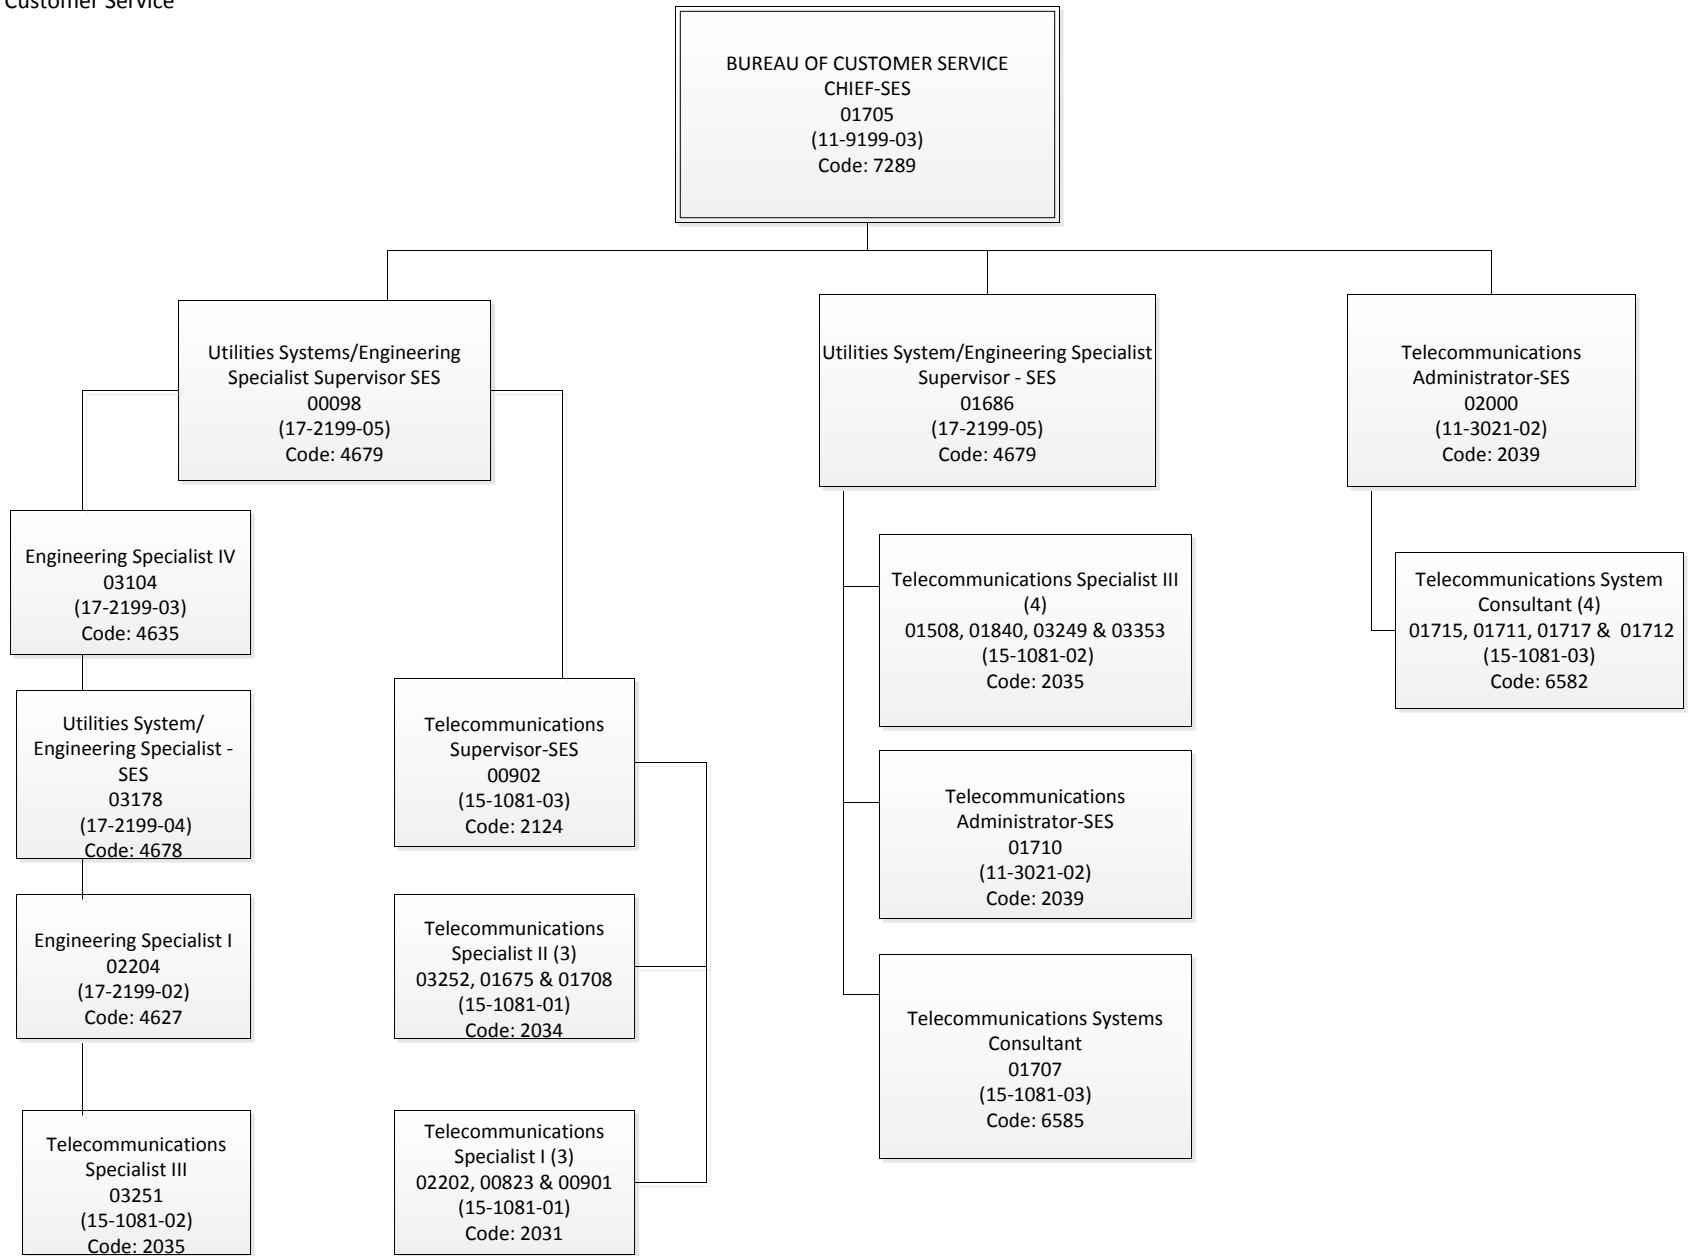 Customer Service
BUREAU OF CUSTOMER SERVICE
CHIEF-SES
01705
(11-9199-03)
Code: 7289
Utilities Systems/Engineering
Specialist Supervisor SES
00098
(17-2199-05)
Code: 4679
Utilities System/Engineering Specialist
Supervisor - SES
01686
(17-2199-05)
Code: 4679
Telecommunications
Administrator-SES
02000
(11-3021-02)
Code: 2039
Engineering Specialist IV
03104
(17-2199-03)
Code: 4635
Utilities System/
Engineering Specialist -
SES
03178
(17-2199-04)
Code: 4678
Engineering Specialist I
02204
(17-2199-02)
Code: 4627
Telecommunications
Specialist III
03251
(15-1081-02)
Code: 2035
Telecommunications
Supervisor-SES
00902
(15-1081-03)
Code: 2124
Telecommunications
Specialist II (3)
03252, 01675 & 01708
(15-1081-01)
Code: 2034
Telecommunications
Specialist I (3)
02202, 00823 & 00901
(15-1081-01)
Code: 2031
Telecommunications Specialist III
(4)
01508, 01840, 03249 & 03353
(15-1081-02)
Code: 2035
Telecommunications
Administrator-SES
01710
(11-3021-02)
Code: 2039
Telecommunications Systems
Consultant
01707
(15-1081-03)
Code: 6585
Telecommunications System
Consultant (4)
01715, 01711, 01717 & 01712
(15-1081-03)
Code: 6582